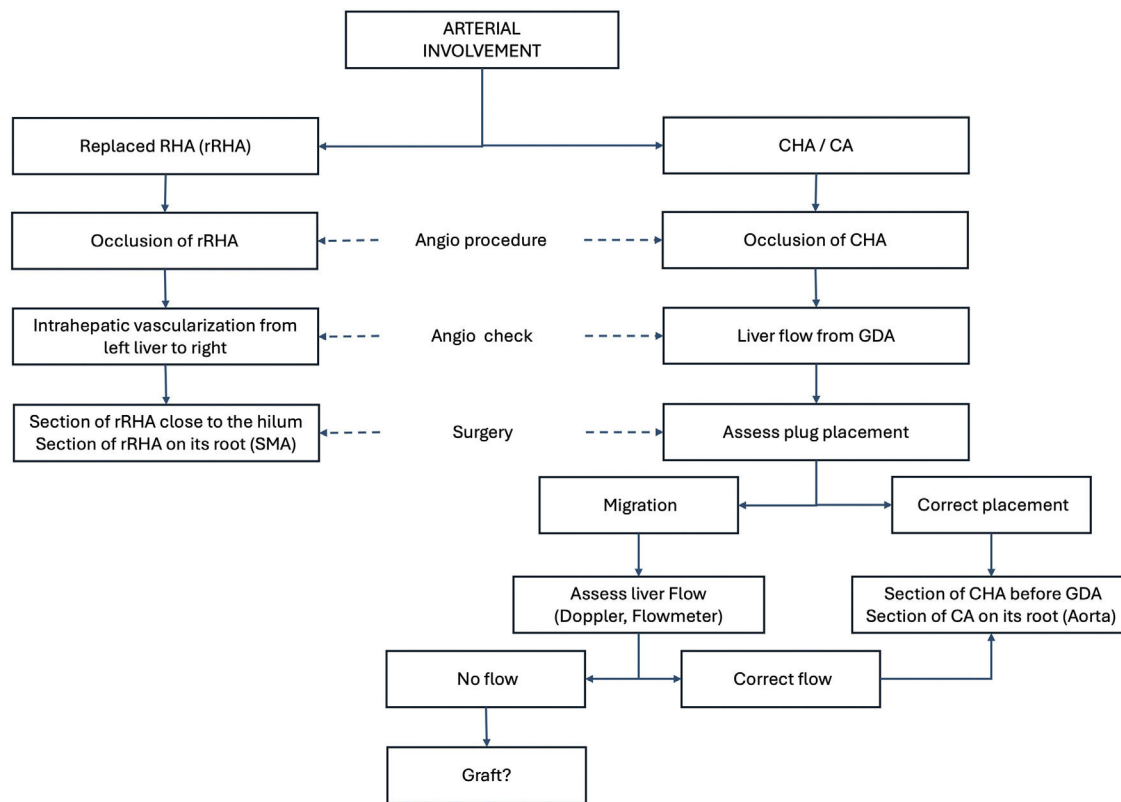 ARTERIAL
INVOLVEMENT
Replaced RHA (rRHA)
CHA / CA
Occlusion of rRHA
Angio procedure
Occlusion of CHA
Intrahepatic vascularization from
left liver to right
Angio check
Liver flow from GDA
Section of rRHA close to the hilum
Section of rRHA on its root (SMA)
Surgery
Assess plug placement
Migration
Correct placement
Assess liver Flow
(Doppler, Flowmeter)
Section of CHA before GDA
Section of CA on its root (Aorta)
No flow
Correct flow
Graft?